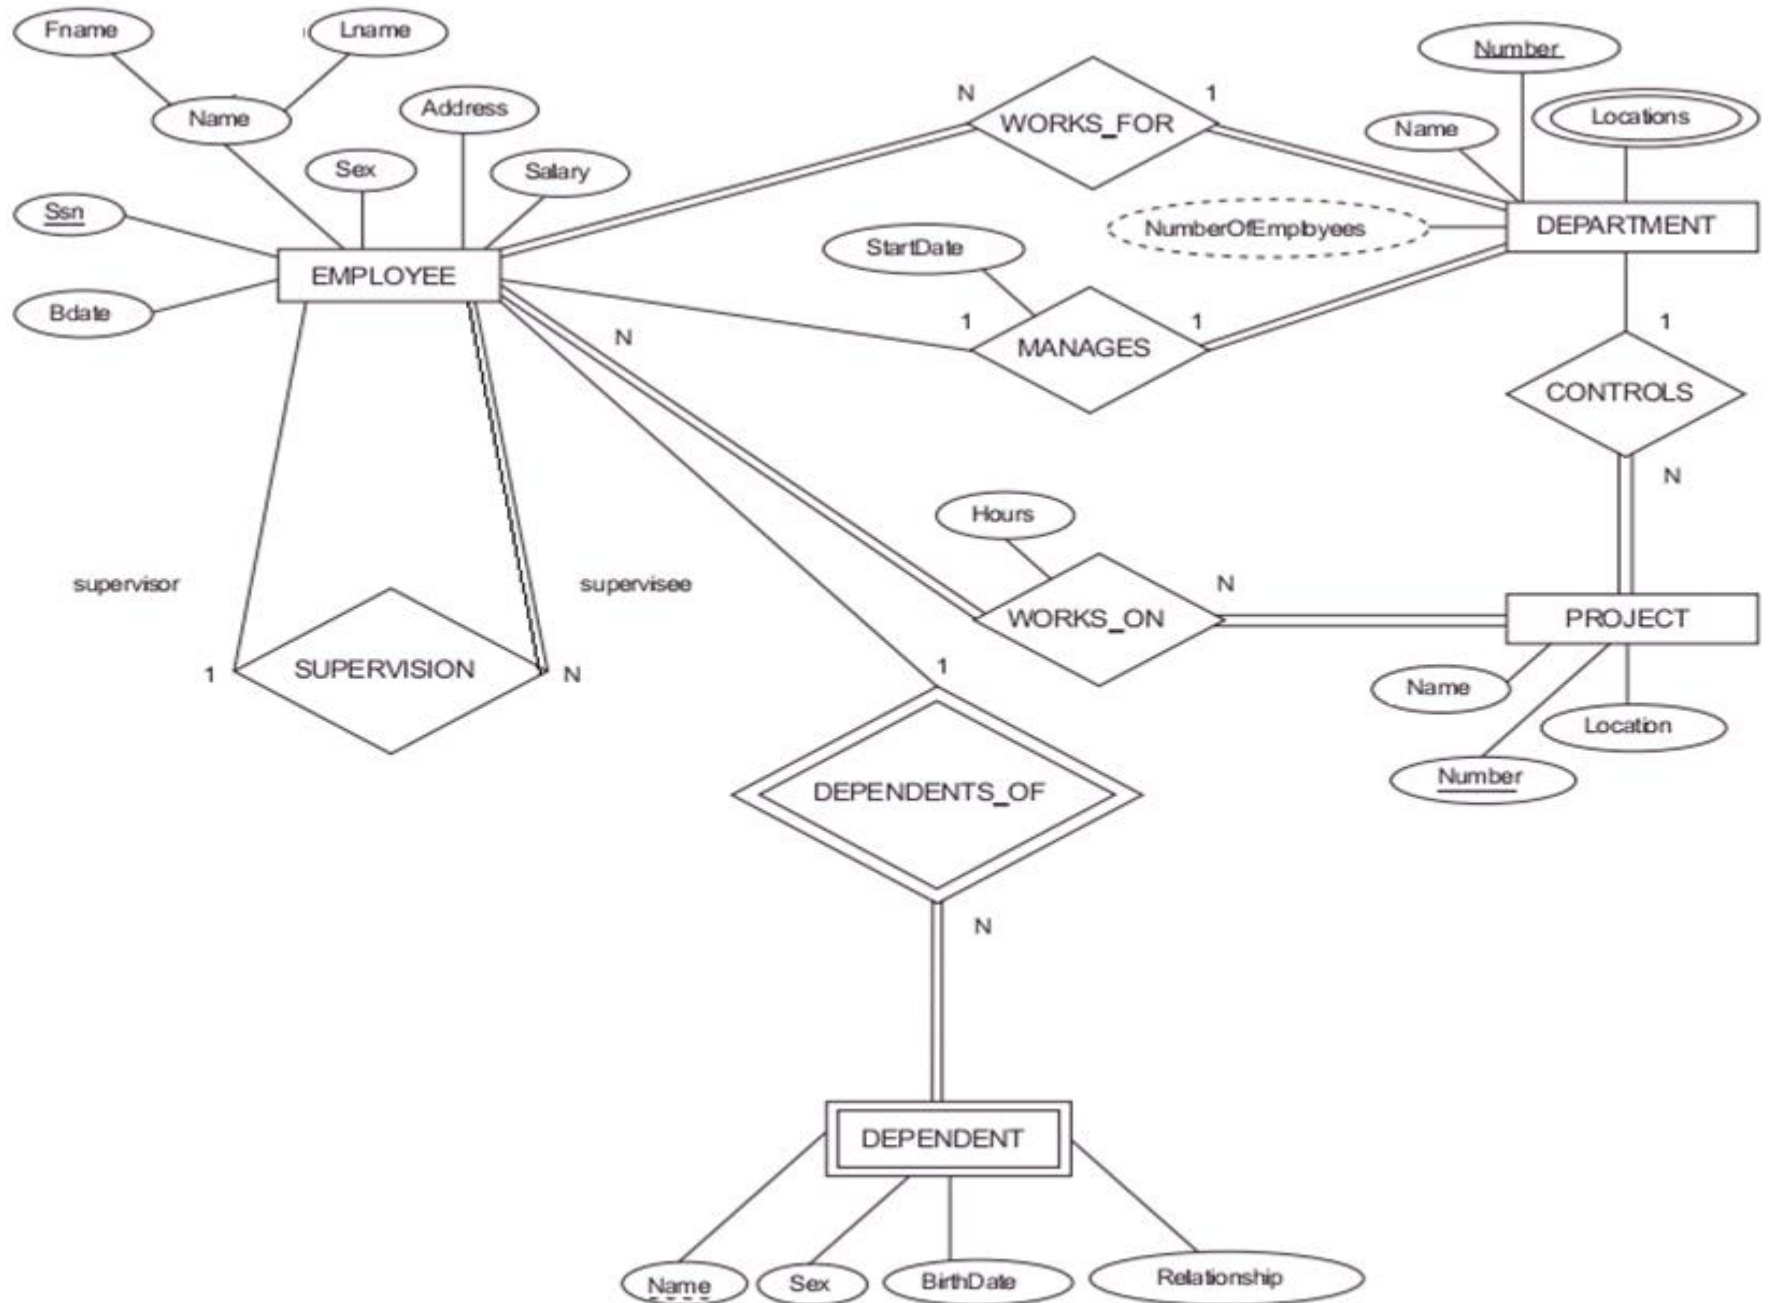 Fname
Lname
Number
Name
Address
N
1
WORKS_FOR
Name
Locations
Sex
Salary
Ssn
NumberOfEmployees
DEPARTMENT
StartDate
EMPLOYEE
Bdate
N
1
MANAGES
1
1
CONTROLS
N
Hours
supervisor
supervisee
N
WORKS_ON
PROJECT
1
SUPERVISION
N
1
Name
Location
Number
DEPENDENTS_OF
N
DEPENDENT
Name
Sex
BirthDate
Relationship